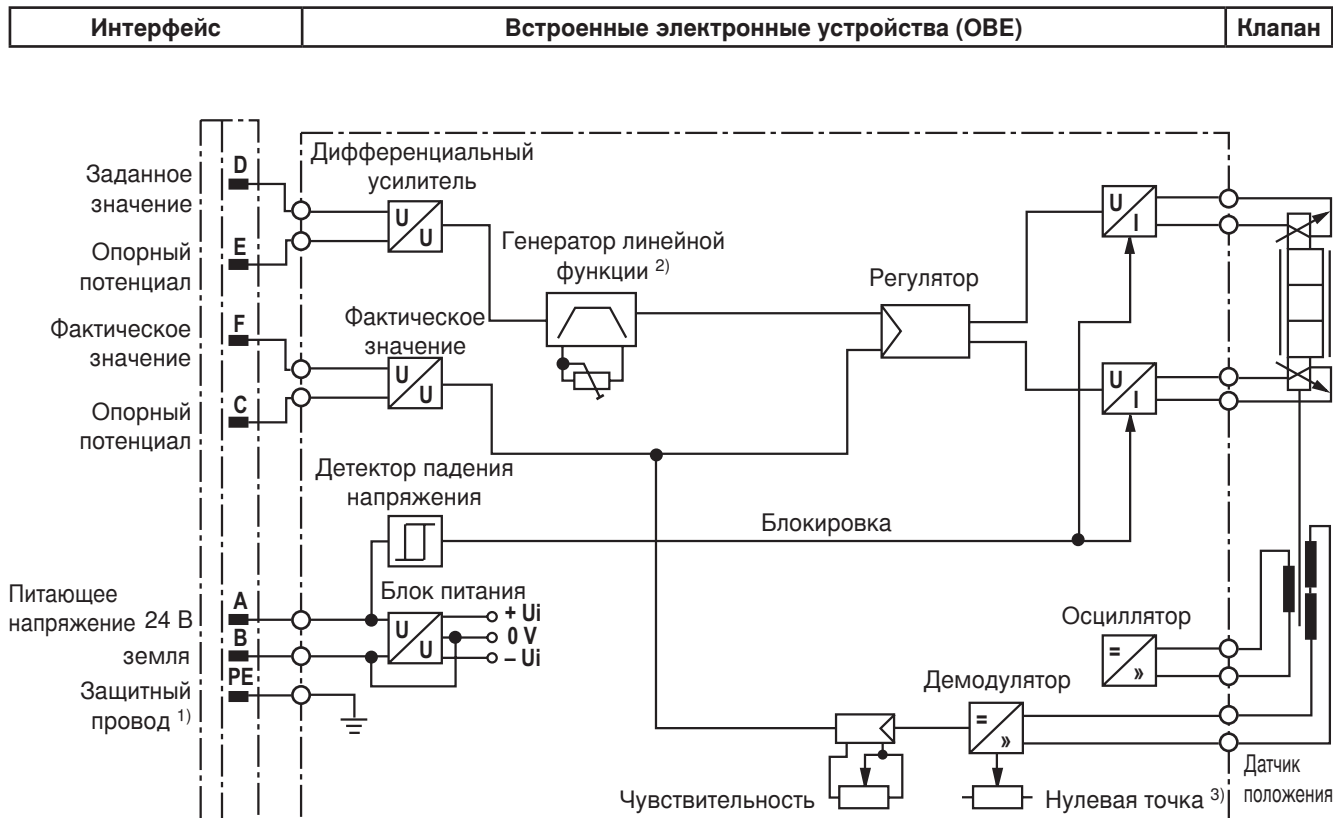 Интерфейс
Встроенные электронные устройства (OBE)
Клапан
Заданное
значение
D
Дифференциальный
усилитель
U
U
Опорный
потенциал
E
Генератор линейной
функции 2)
Регулятор
U
I
Фактическое
значение
F
Фактическое
значение
U
U
U
I
Опорный
потенциал
C
Детектор падения
напряжения
Блокировка
Питающее
напряжение 24 В
A
Блок питания
U
U
+ Ui
0 V
– Ui
земля
B
Защитный
провод 1)
PE
Осциллятор
=
»
Демодулятор
=
»
Чувствительность
Нулевая точка 3)
Датчик
положения